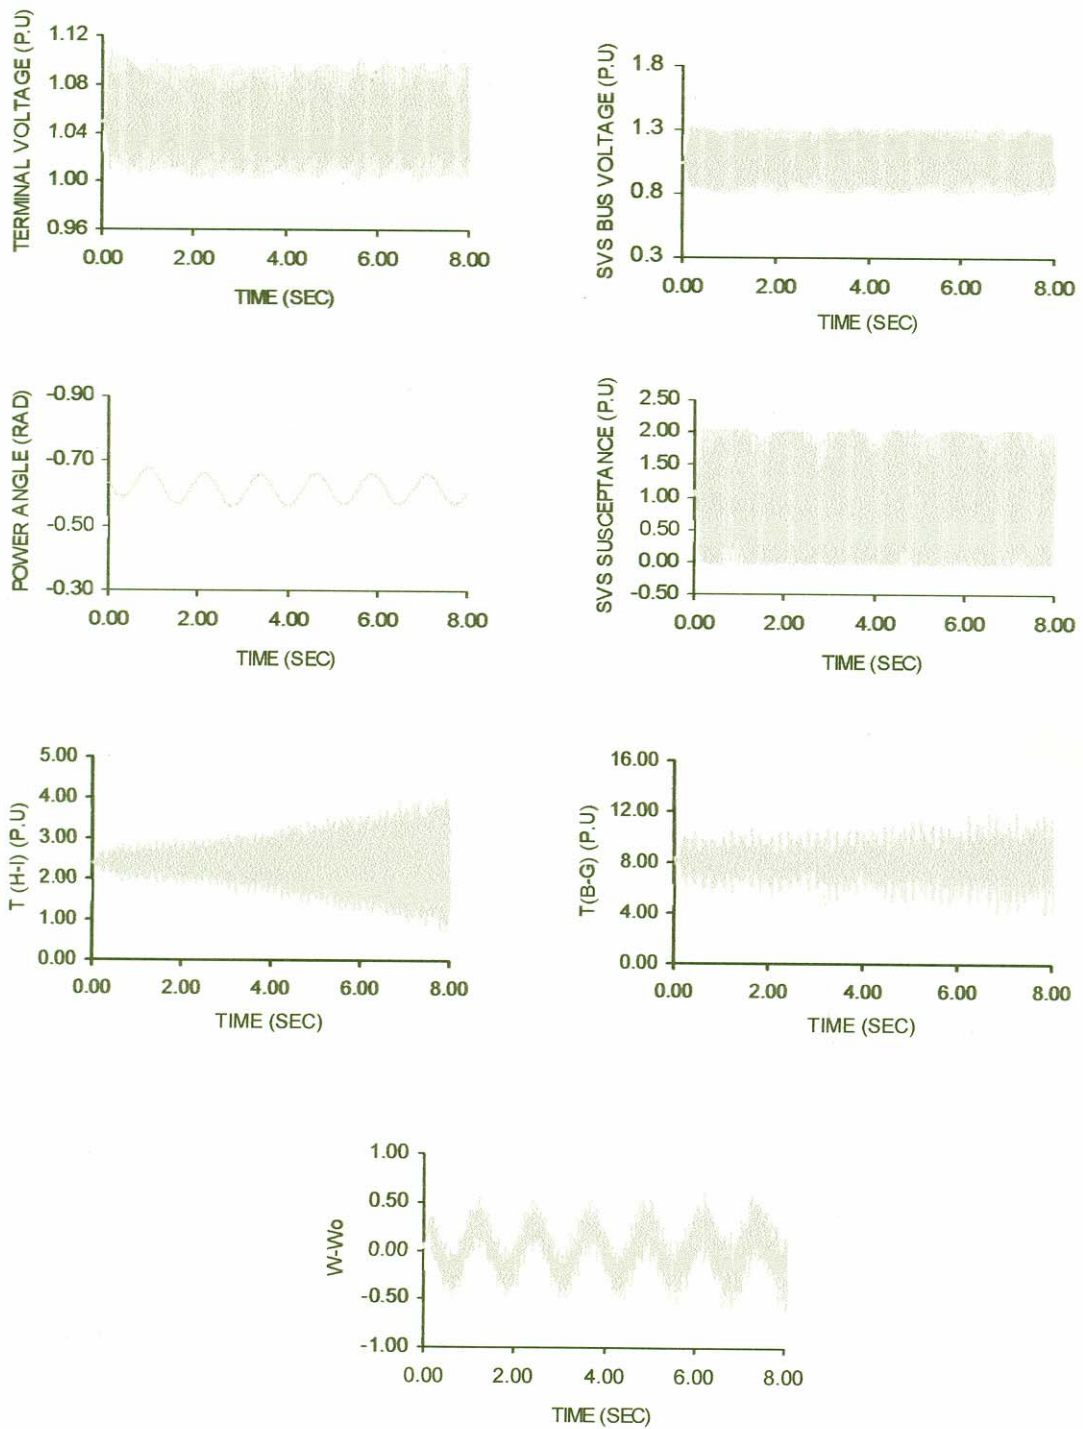 TERMINAL VOLTAGE (P.U)
1.12
1.08
1.04
1.00
0.96
0.00 2.00 4.00 6.00 8.00
TIME (SEC)
SVS BUS VOLTAGE (P.U)
1.8
1.3
0.8
0.3
0.00 2.00 4.00 6.00 8.00
TIME (SEC)
POWER ANGLE (RAD)
-0.90
-0.70
-0.50
-0.30
0.00 2.00 4.00 6.00 8.00
TIME (SEC)
SVS SUSCEPTANCE (P.U)
2.50
2.00
1.50
1.00
0.50
0.00
-0.50
0.00 2.00 4.00 6.00 8.00
TIME (SEC)
T (H-I) (P.U)
5.00
4.00
3.00
2.00
1.00
0.00
0.00 2.00 4.00 6.00 8.00
TIME (SEC)
T(B-G) (P.U)
16.00
12.00
8.00
4.00
0.00
0.00 2.00 4.00 6.00 8.00
TIME (SEC)
W-Wo
1.00
0.50
0.00
-0.50
-1.00
0.00 2.00 4.00 6.00 8.00
TIME (SEC)